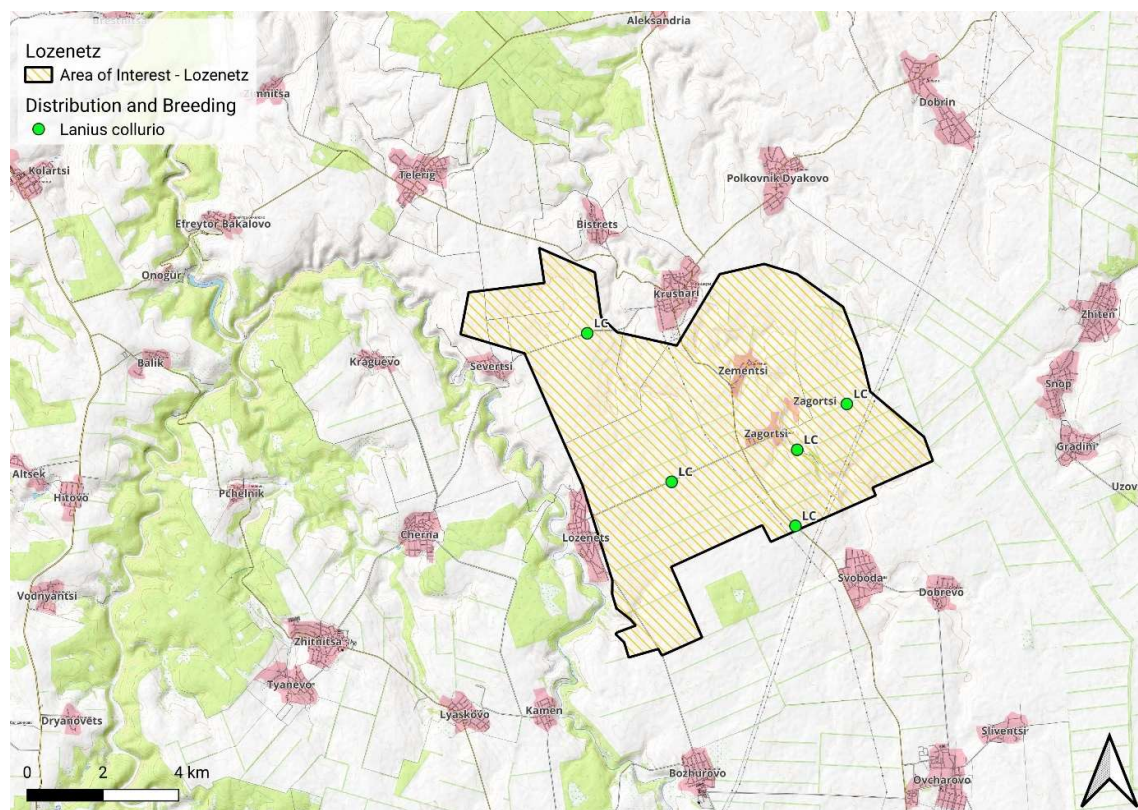 Aleksandria
Lozenetz
Area of Interest - Lozenetz
Distribution and Breeding
Lanius collurio
Zimnitsa
Dobrin
Kolartsi
Telerig
Polkovnik Dyakovo
Efreytor Bakalovo
Bistrets
Onogur
Krushari
Zhiten
LC
Balik
Kraguevo
Severtsi
Zementsi
Snop
Zagortsi
LC
Zagortsi
LC
Gradini
Altsek
Hitovo
Pchelnik
LC
Uzov
Cherna
Lozenets
LC
Svoboda
Dobrevo
Vodnyantsi
Zhitnitsa
Tyanevo
Dryanovets
Lyaskovo
Kamen
Sliventsi
Bozhurovo
Ovcharovo
0 2 4 km